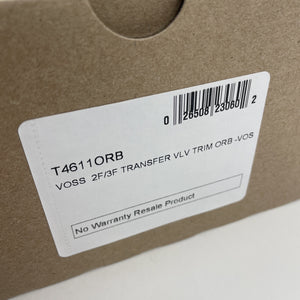 0 26508 23060 2
T4611ORB
VOSS 2F/3F TRANSFER VLV TRIM ORB -VOS
No Warranty Resale Product